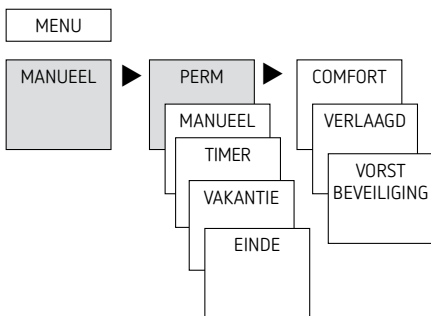 MENU
MANUEEL
PERM
COMFORT
MANUEEL
VERLAAGD
TIMER
VORST
BEVEILIGING
VAKANTIE
EINDE